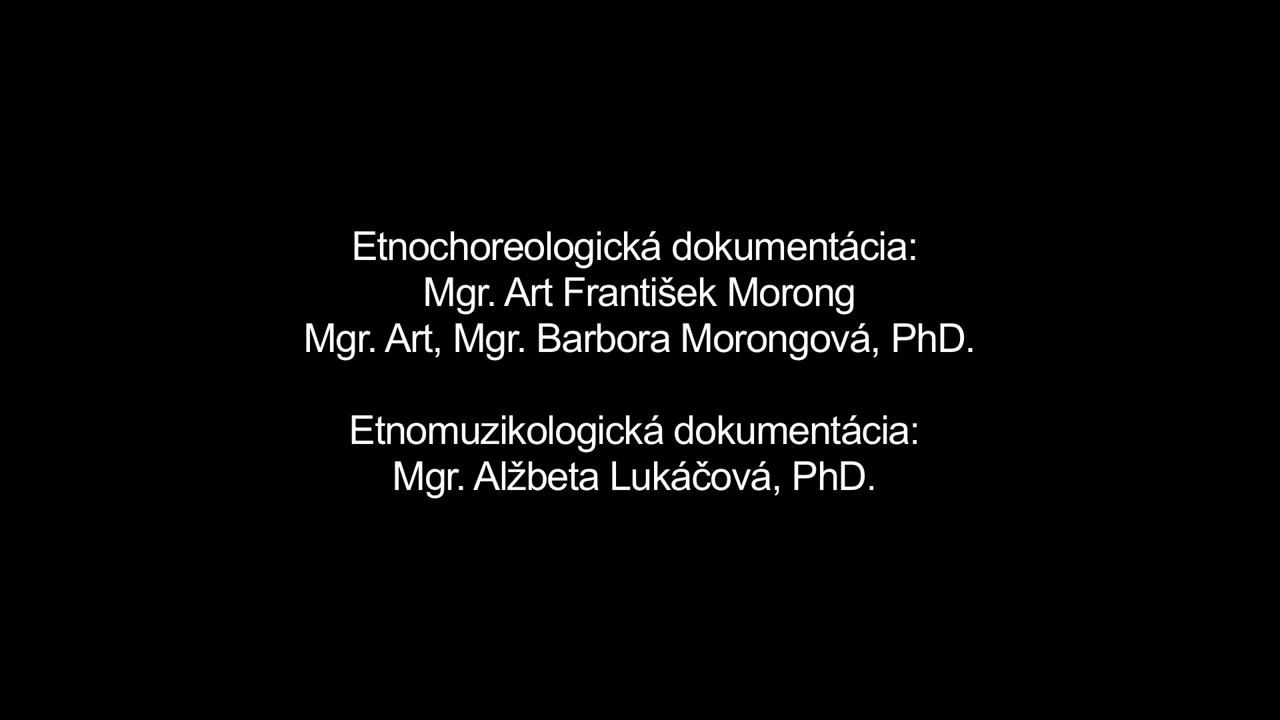 Etnochoreologická dokumentácia:
Mgr. Art František Morong
Mgr. Art, Mgr. Barbora Morongová, PhD.
Etnomuzikologická dokumentácia:
Mgr. Alžbeta Lukáčová, PhD.